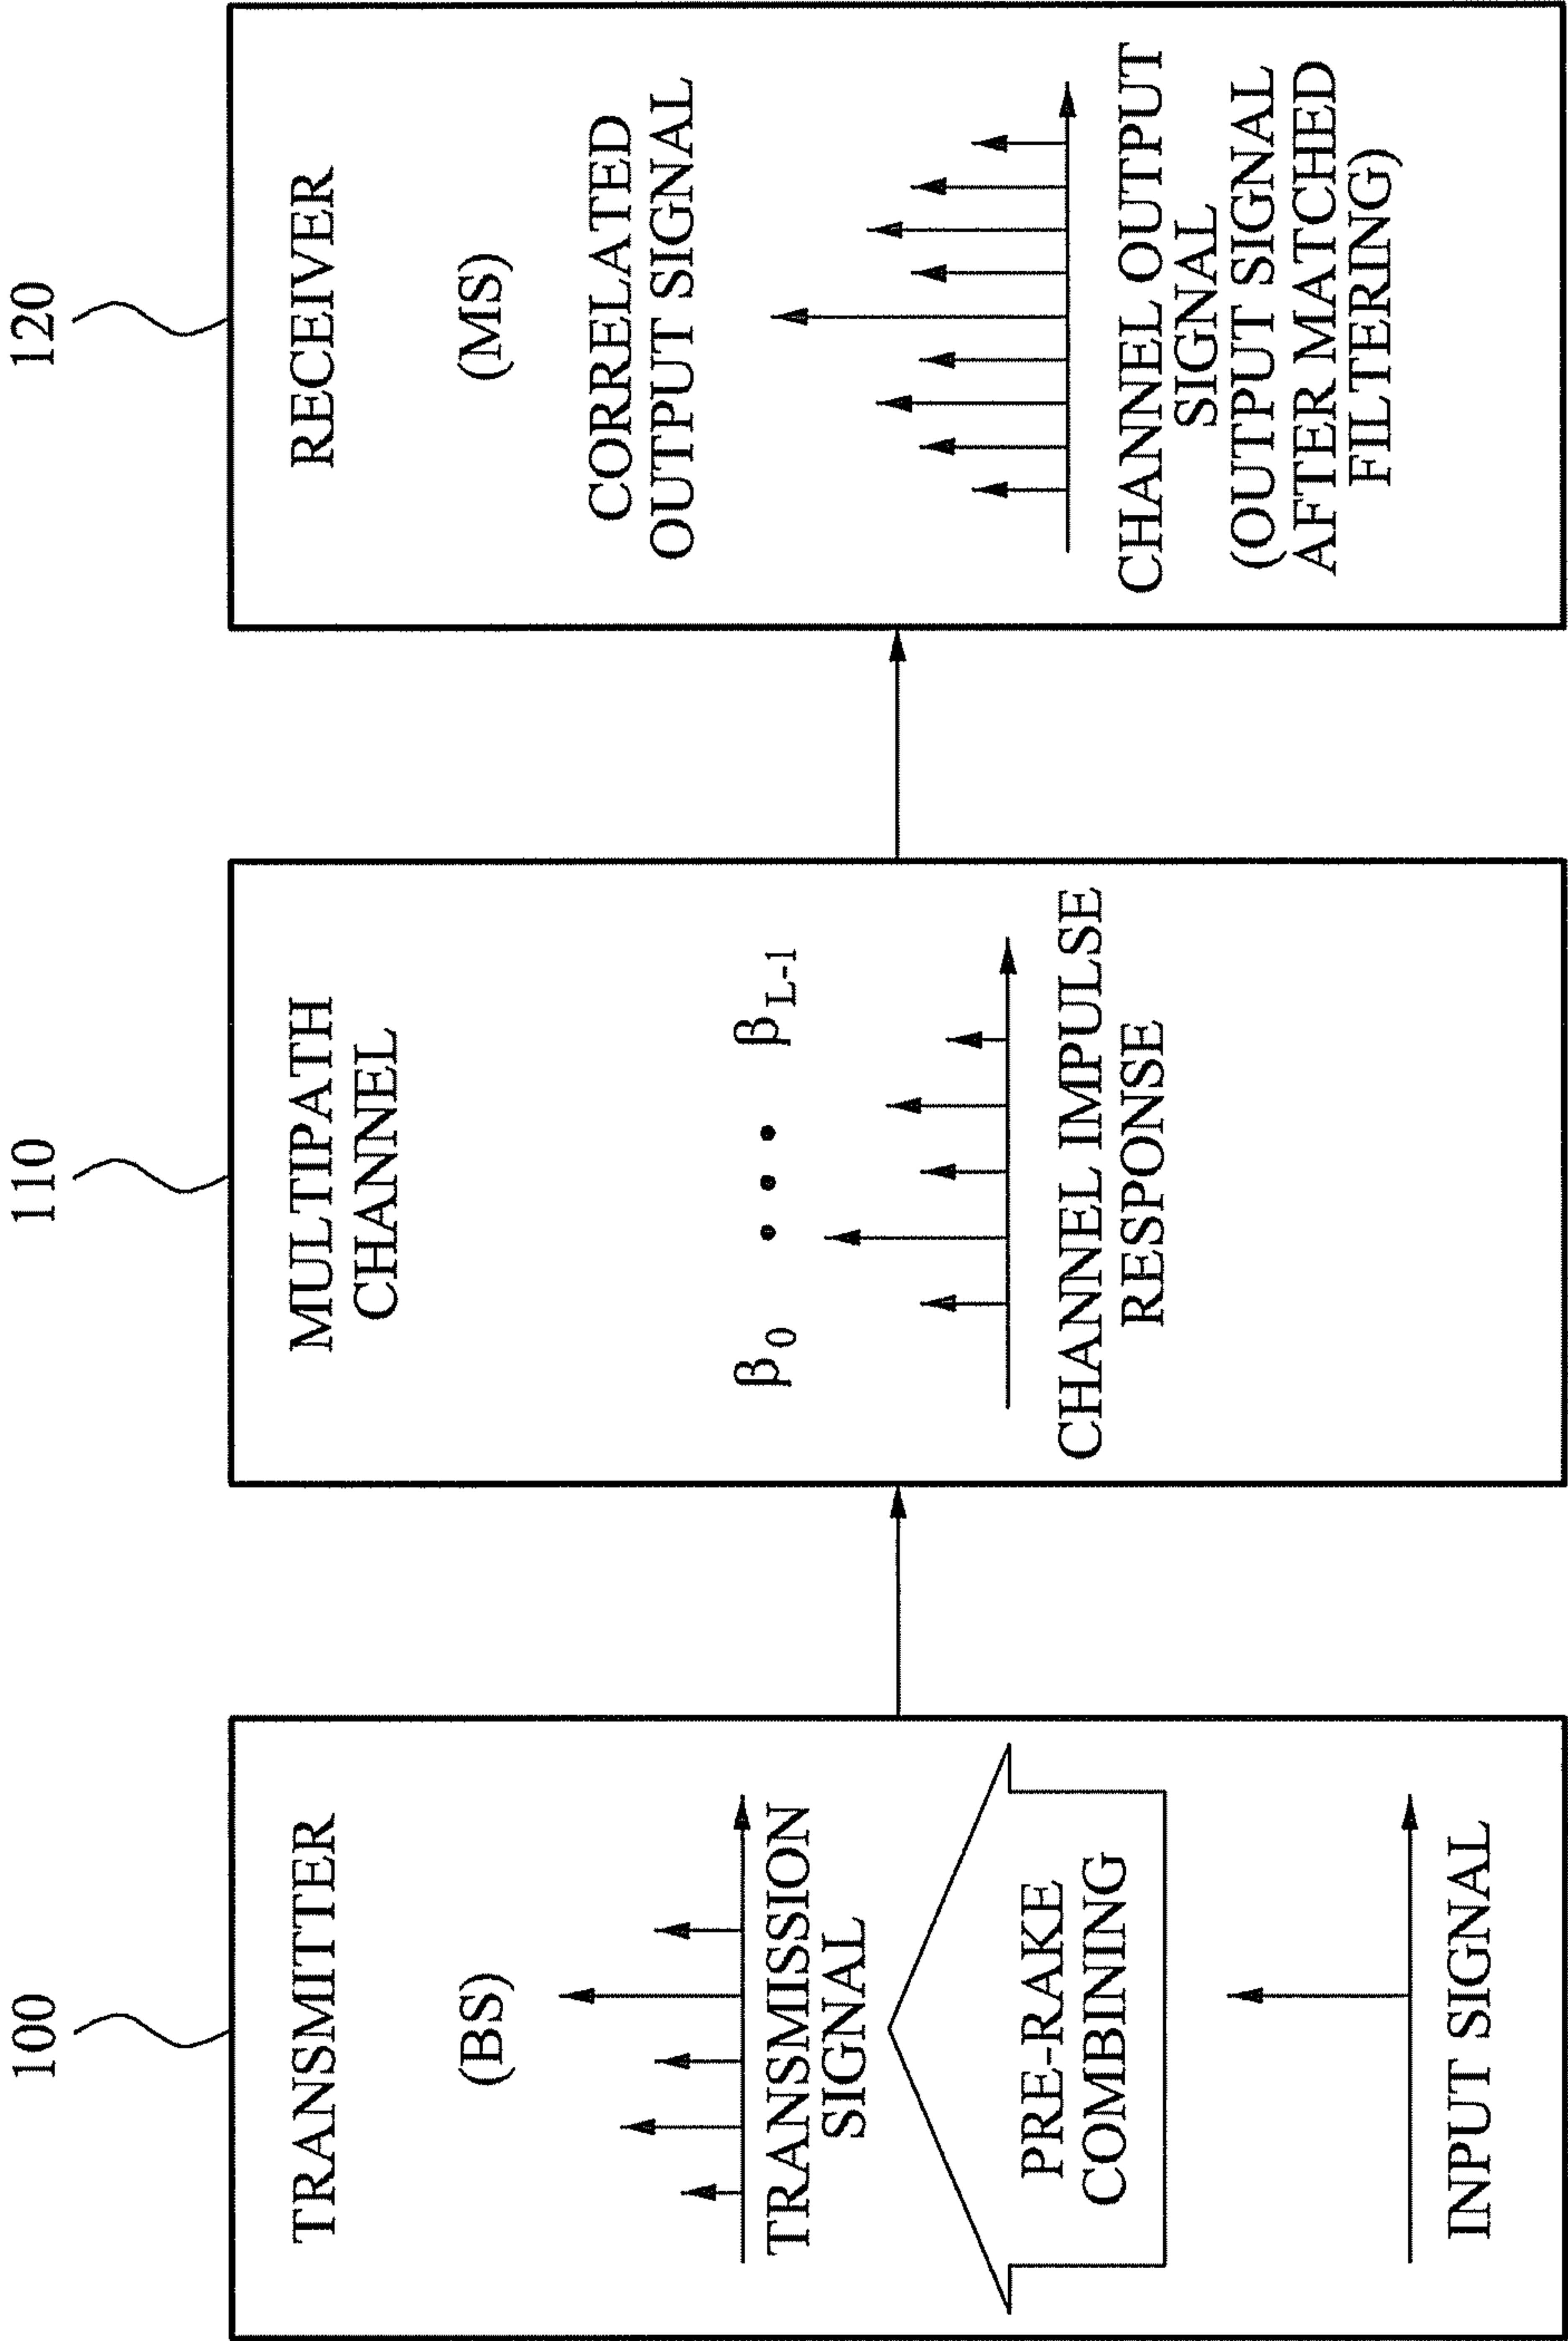 100
TRANSMITTER
(BS)
TRANSMISSION
SIGNAL
PRE-RAKE
COMBINING
INPUT SIGNAL
110
MULTIPATH
CHANNEL
β0 • • • βL-1
CHANNEL IMPULSE
RESPONSE
120
RECEIVER
(MS)
CORRELATED
OUTPUT SIGNAL
CHANNEL OUTPUT
SIGNAL
(OUTPUT SIGNAL
AFTER MATCHED
FILTERING)